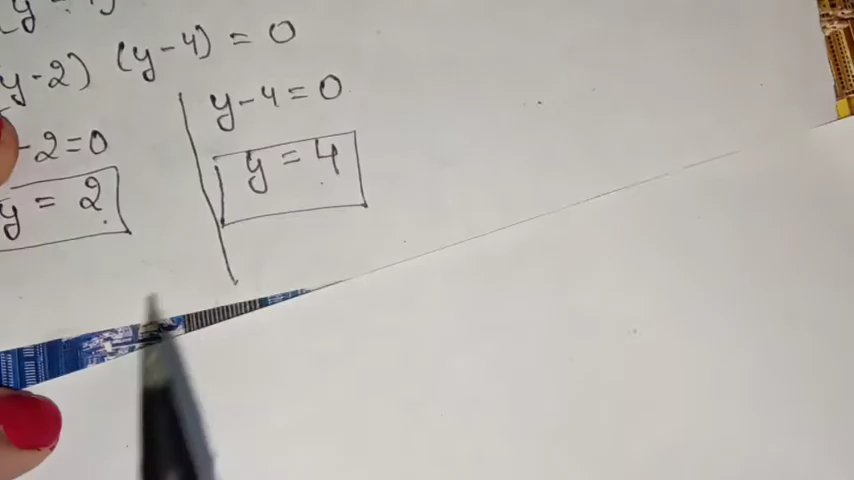 y-2) (y-4) = 0
-2=0
y = 2
y-4=0
y = 4